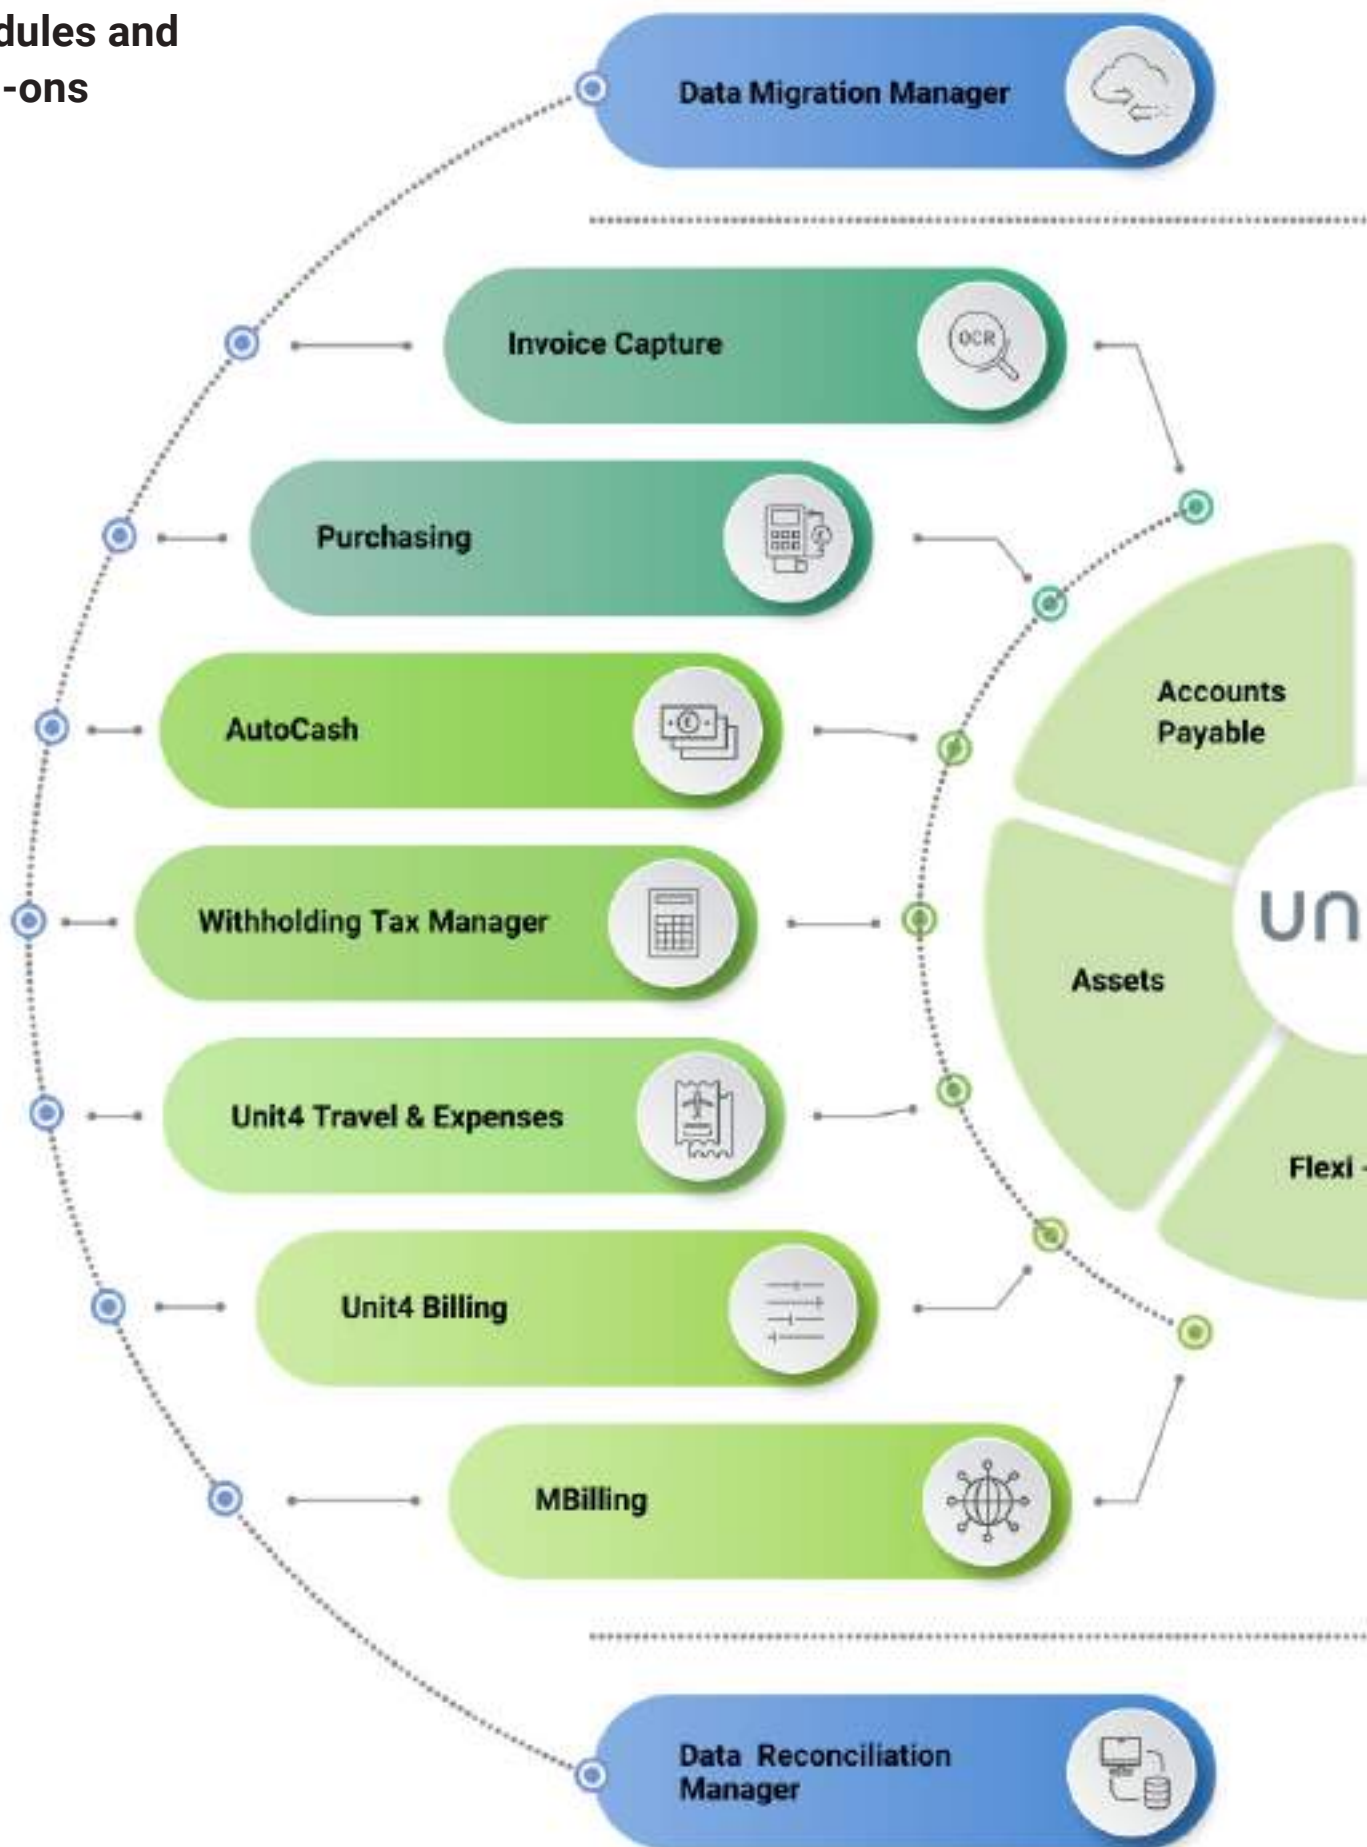 dules and
-ons
Data Migration Manager
Invoice Capture
OCR
Purchasing
AutoCash
Accounts
Payable
Withholding Tax Manager
un
Assets
Unit4 Travel & Expenses
Flexi -
Unit4 Billing
MBilling
Data Reconciliation
Manager